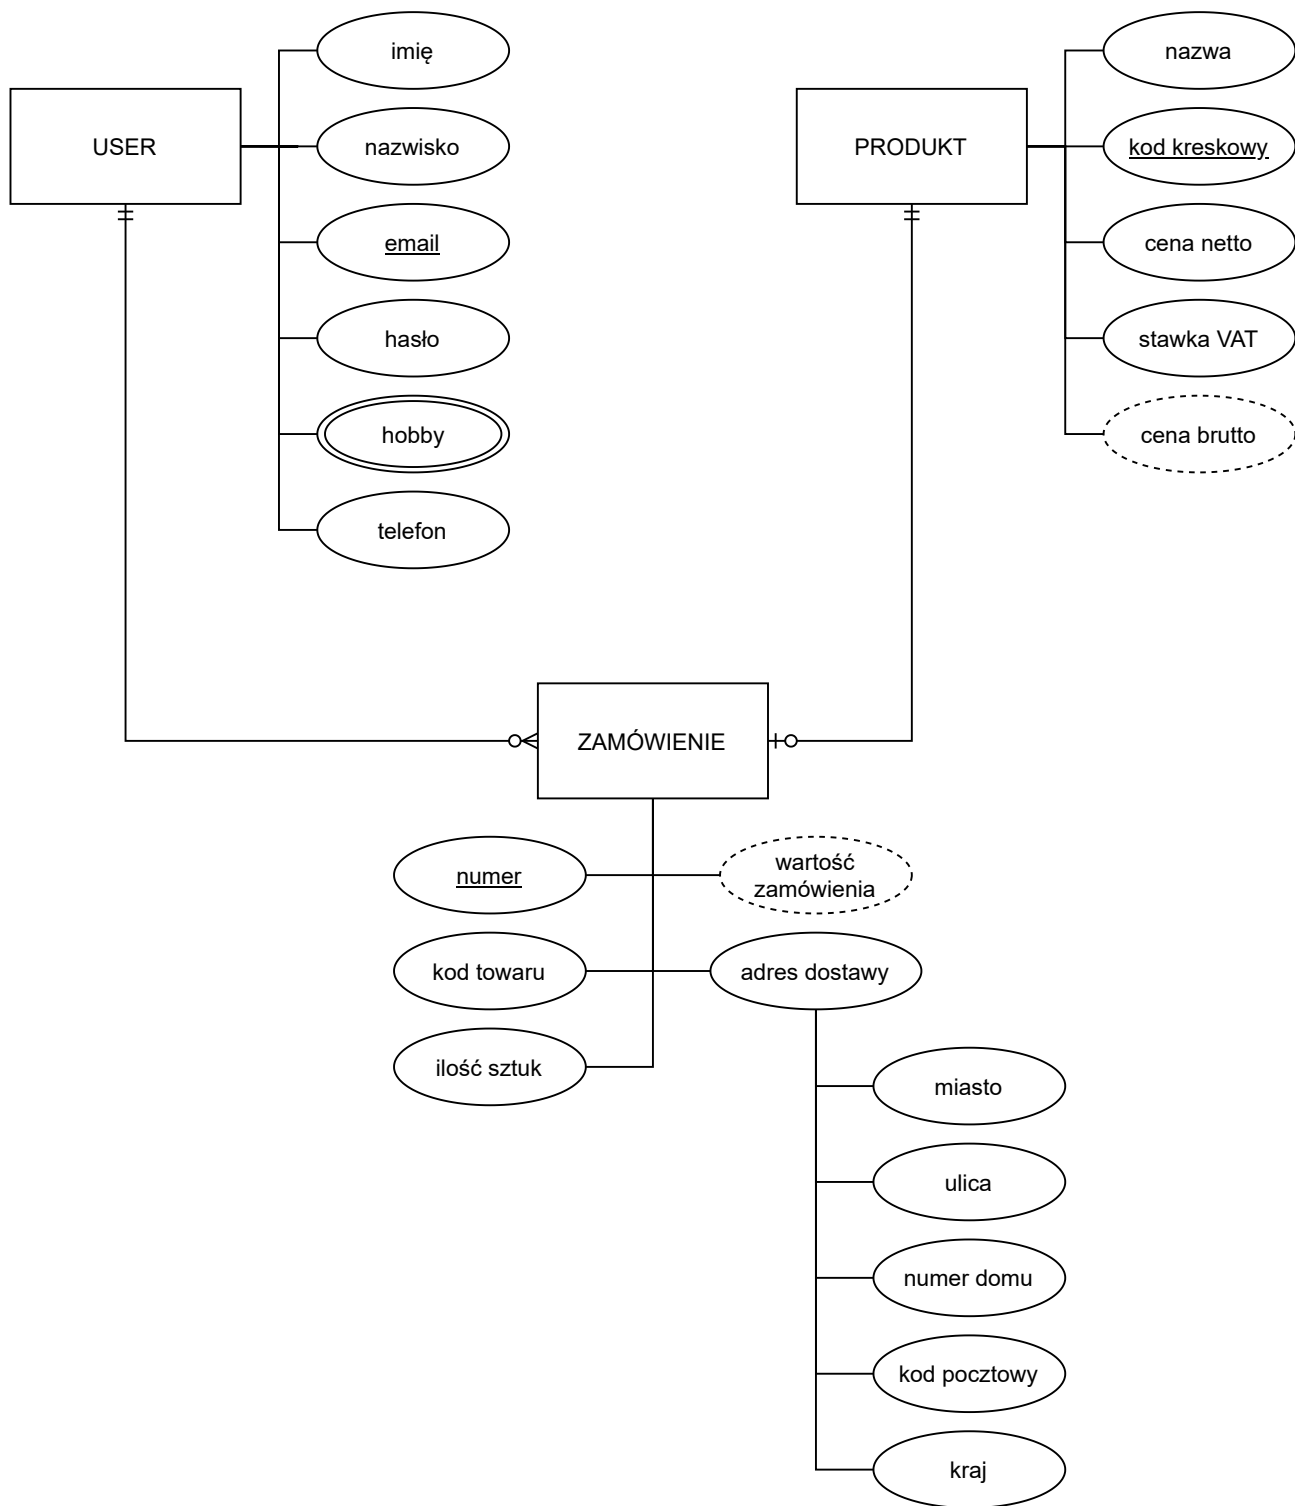 USER
imię
nazwisko
email
hasło
hobby
telefon
PRODUKT
nazwa
kod kreskowy
cena netto
stawka VAT
cena brutto
ZAMÓWIENIE
numer
kod towaru
ilość sztuk
wartość
zamówienia
adres dostawy
miasto
ulica
numer domu
kod pocztowy
kraj